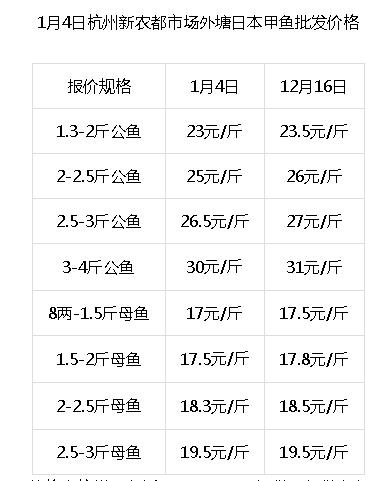 1月4日杭州新农都市场外塘日本甲鱼批发价格
报价规格 1月4日 12月16日
1.3-2斤公鱼 23元/斤 23.5元/斤
2-2.5斤公鱼 25元/斤 26元/斤
2.5-3斤公鱼 26.5元/斤 27元/斤
3-4斤公鱼 30元/斤 31元/斤
8两-1.5斤母鱼 17元/斤 17.5元/斤
1.5-2斤母鱼 17.5元/斤 17.8元/斤
2-2.5斤母鱼 18.3元/斤 18.5元/斤
2.5-3斤母鱼 19.5元/斤 19.5元/斤